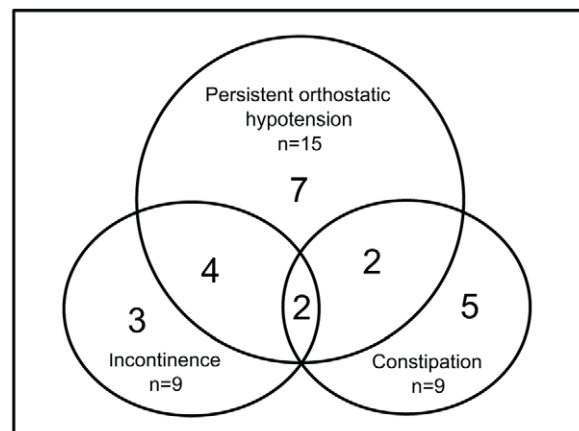 Persistent orthostatic
hypotension
n=15
7
4
2
2
3
5
Incontinence
n=9
Constipation
n=9